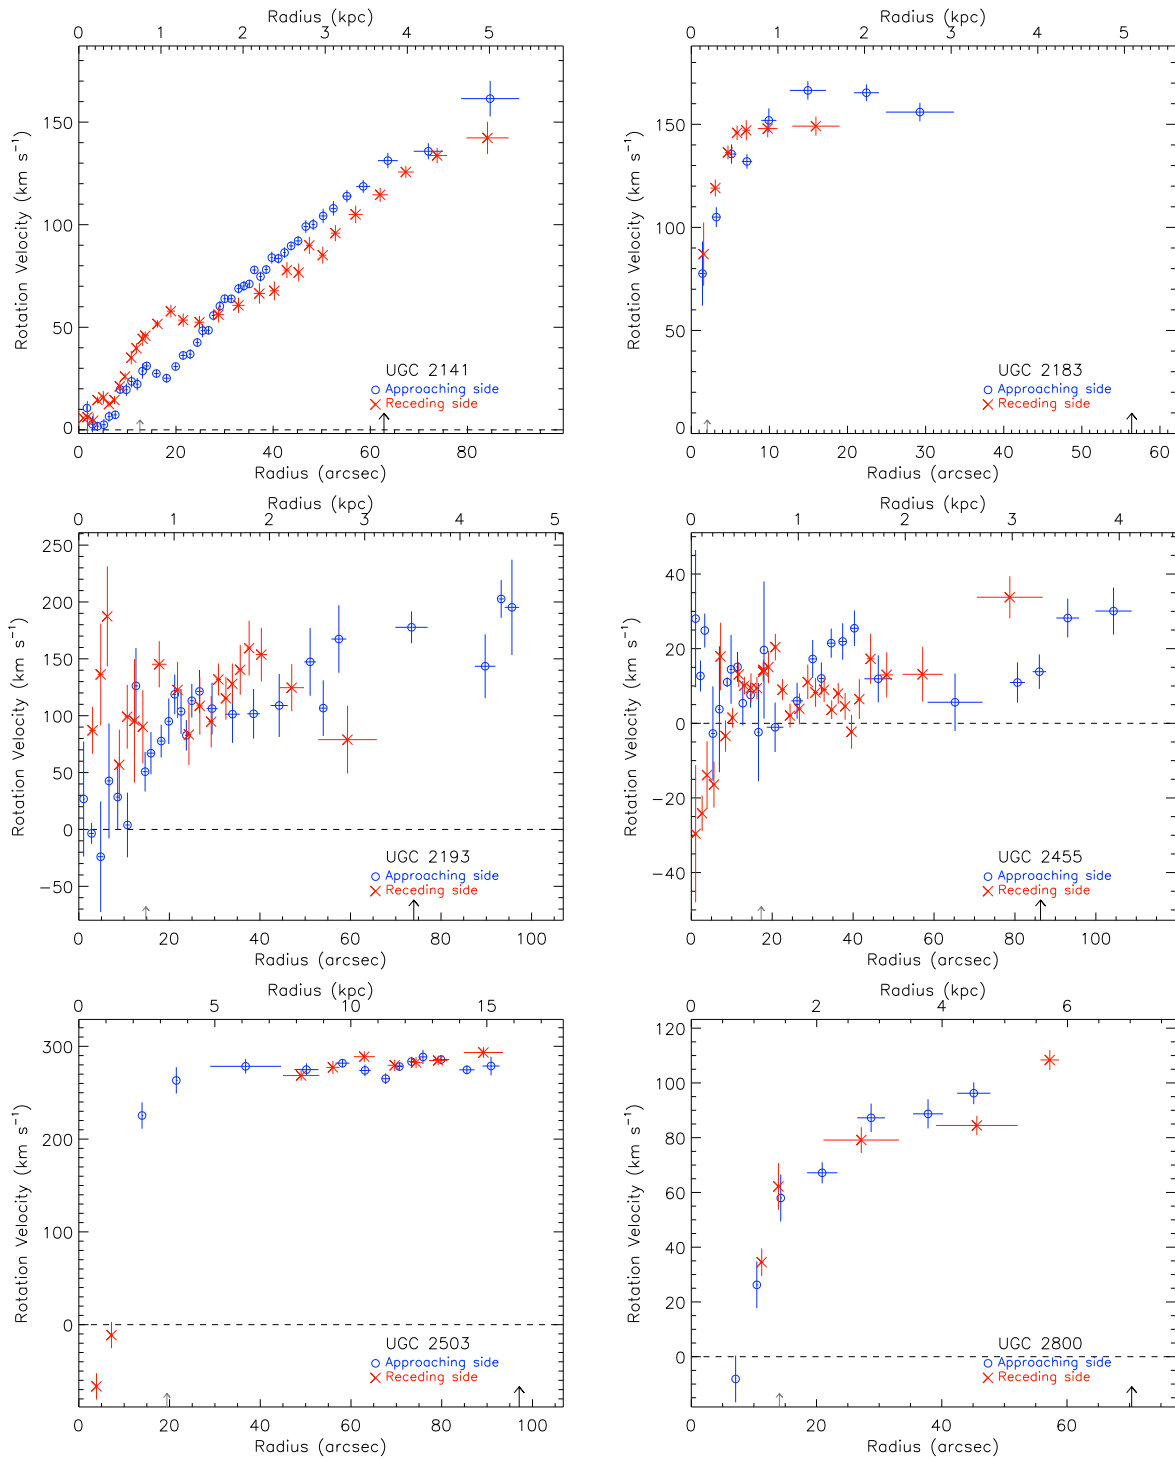 Radius (kpc)
0 1 2 3 4 5
Rotation Velocity (km s⁻¹)
150
100
50
0
UGC 2141
Approaching side
Receding side
0 20 40 60 80
Radius (arcsec)
Radius (kpc)
0 1 2 3 4 5
Rotation Velocity (km s⁻¹)
150
100
50
0
UGC 2183
Approaching side
Receding side
0 10 20 30 40 50 60
Radius (arcsec)
Radius (kpc)
0 1 2 3 4 5
Rotation Velocity (km s⁻¹)
250
200
150
100
50
0
−50
UGC 2193
Approaching side
Receding side
0 20 40 60 80 100
Radius (arcsec)
Radius (kpc)
0 1 2 3 4
Rotation Velocity (km s⁻¹)
40
20
0
−20
−40
UGC 2455
Approaching side
Receding side
0 20 40 60 80 100
Radius (arcsec)
Radius (kpc)
0 5 10 15
Rotation Velocity (km s⁻¹)
300
200
100
0
UGC 2503
Approaching side
Receding side
0 20 40 60 80 100
Radius (arcsec)
Radius (kpc)
0 2 4 6
Rotation Velocity (km s⁻¹)
120
100
80
60
40
20
0
UGC 2800
Approaching side
Receding side
0 20 40 60
Radius (arcsec)